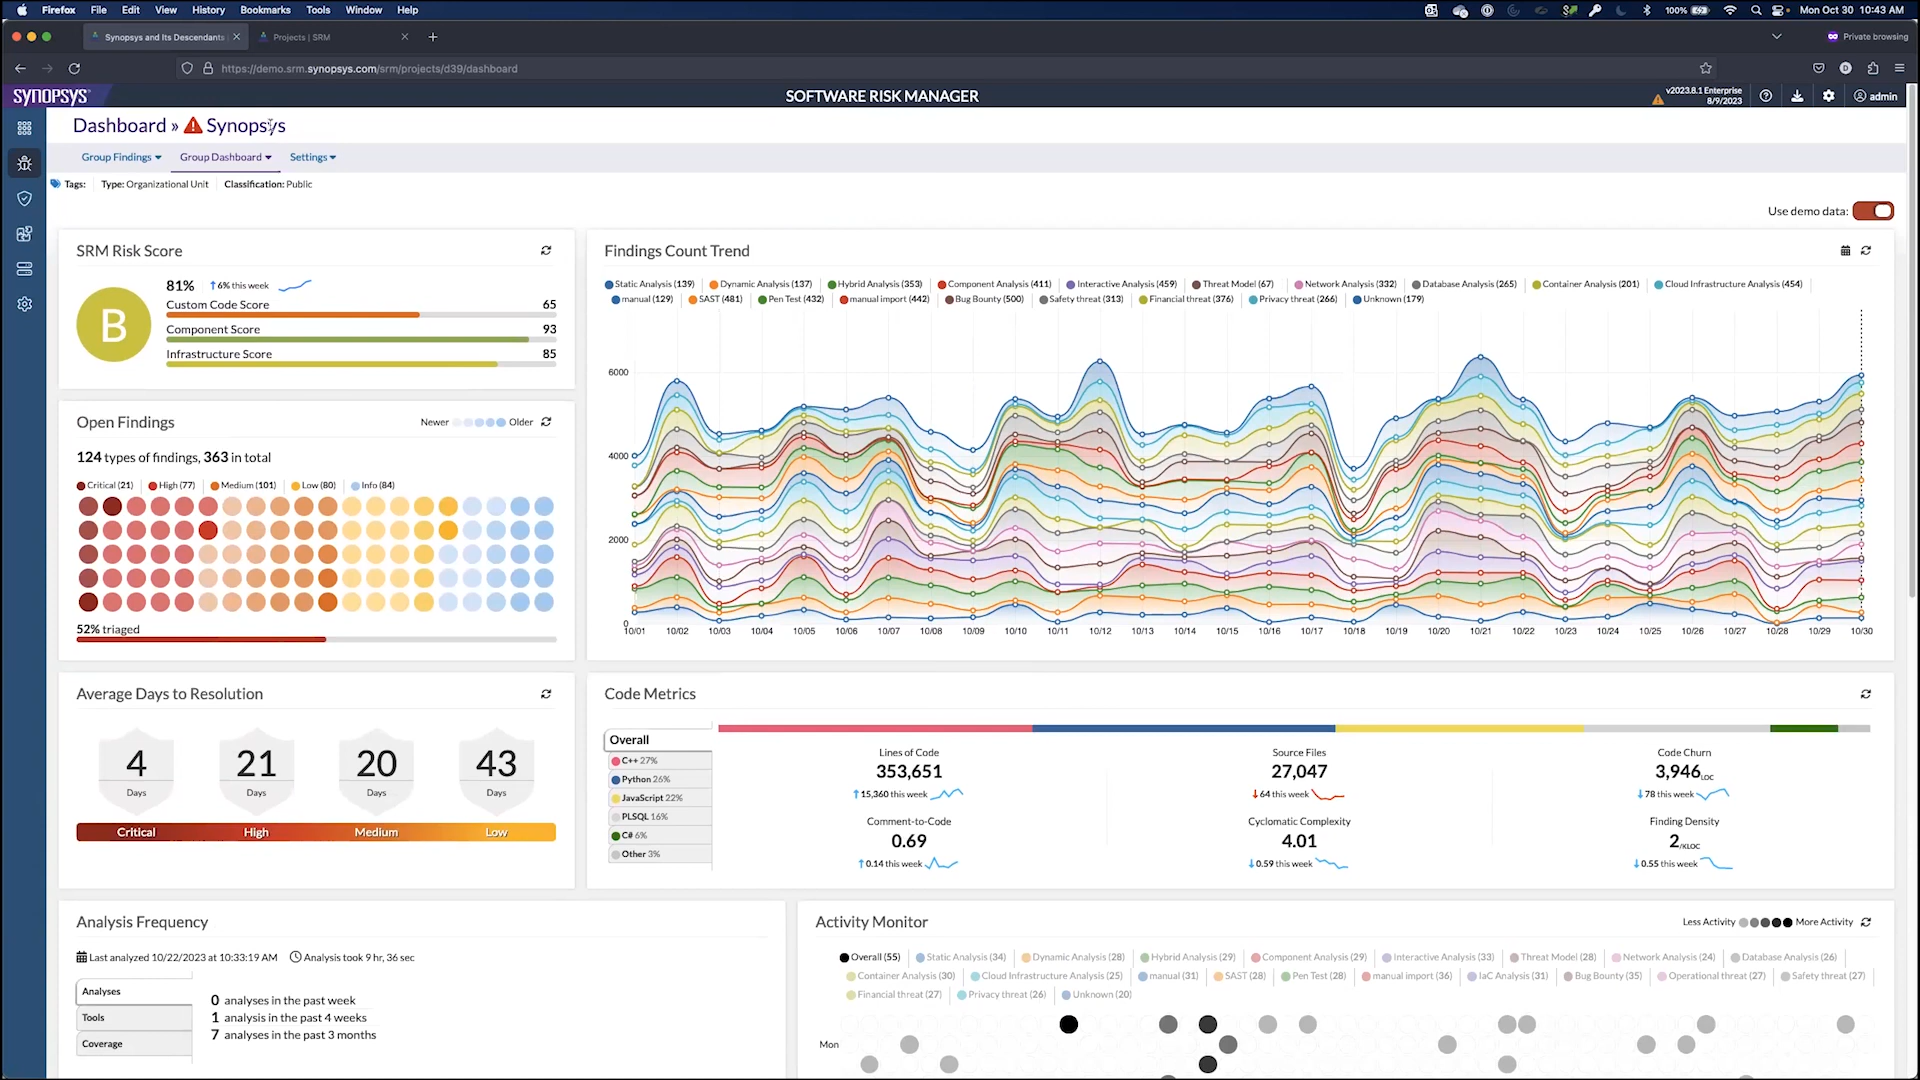 Firefox File Edit View History Bookmarks Tools Window Help 100% Mon Oct 30 10:43 AM
Synopsys and Its Descendants Projects | SRM Private browsing
https://demo.srm.synopsys.com/srm/projects/d39/dashboard
SYNOPSYS® SOFTWARE RISK MANAGER v2023.8.1 Enterprise 8/9/2023 admin
Dashboard » Synopsys
Group Findings Group Dashboard Settings
Tags: Type: Organizational Unit Classification: Public
Use demo data:
SRM Risk Score
B
81% 6% this week
Custom Code Score 65
Component Score 93
Infrastructure Score 85
Findings Count Trend
Static Analysis (139) Dynamic Analysis (137) Hybrid Analysis (353) Component Analysis (411) Interactive Analysis (459) Threat Model (67) Network Analysis (332) Database Analysis (265) Container Analysis (201) Cloud Infrastructure Analysis (454)
manual (129) SAST (481) Pen Test (432) manual import (442) Bug Bounty (500) Safety threat (313) Financial threat (376) Privacy threat (266) Unknown (179)
6000
4000
2000
0
10/01 10/02 10/03 10/04 10/05 10/06 10/07 10/08 10/09 10/10 10/11 10/12 10/13 10/14 10/15 10/16 10/17 10/18 10/19 10/20 10/21 10/22 10/23 10/24 10/25 10/26 10/27 10/28 10/29 10/30
Open Findings Newer Older
124 types of findings, 363 in total
Critical (21) High (77) Medium (101) Low (80) Info (84)
52% triaged
Average Days to Resolution
4 21 20 43
Days Days Days Days
Critical High Medium Low
Code Metrics
Overall
C++ 27%
Python 26%
JavaScript 22%
PLSQL 16%
C# 6%
Other 3%
Lines of Code Source Files Code Churn
353,651 27,047 3,946 LOC
15,360 this week 64 this week 78 this week
Comment-to-Code Cyclomatic Complexity Finding Density
0.69 4.01 2 /KLOC
0.14 this week 0.59 this week 0.55 this week
Analysis Frequency
Last analyzed 10/22/2023 at 10:33:19 AM Analysis took 9 hr, 36 sec
Analyses
Tools
Coverage
0 analyses in the past week
1 analysis in the past 4 weeks
7 analyses in the past 3 months
Activity Monitor Less Activity More Activity
Overall (55) Static Analysis (34) Dynamic Analysis (28) Hybrid Analysis (29) Component Analysis (29) Interactive Analysis (33) Threat Model (28) Network Analysis (24) Database Analysis (26)
Container Analysis (30) Cloud Infrastructure Analysis (25) manual (31) SAST (28) Pen Test (28) manual import (36) IaC Analysis (31) Bug Bounty (35) Operational threat (27) Safety threat (27)
Financial threat (27) Privacy threat (26) Unknown (20)
Mon